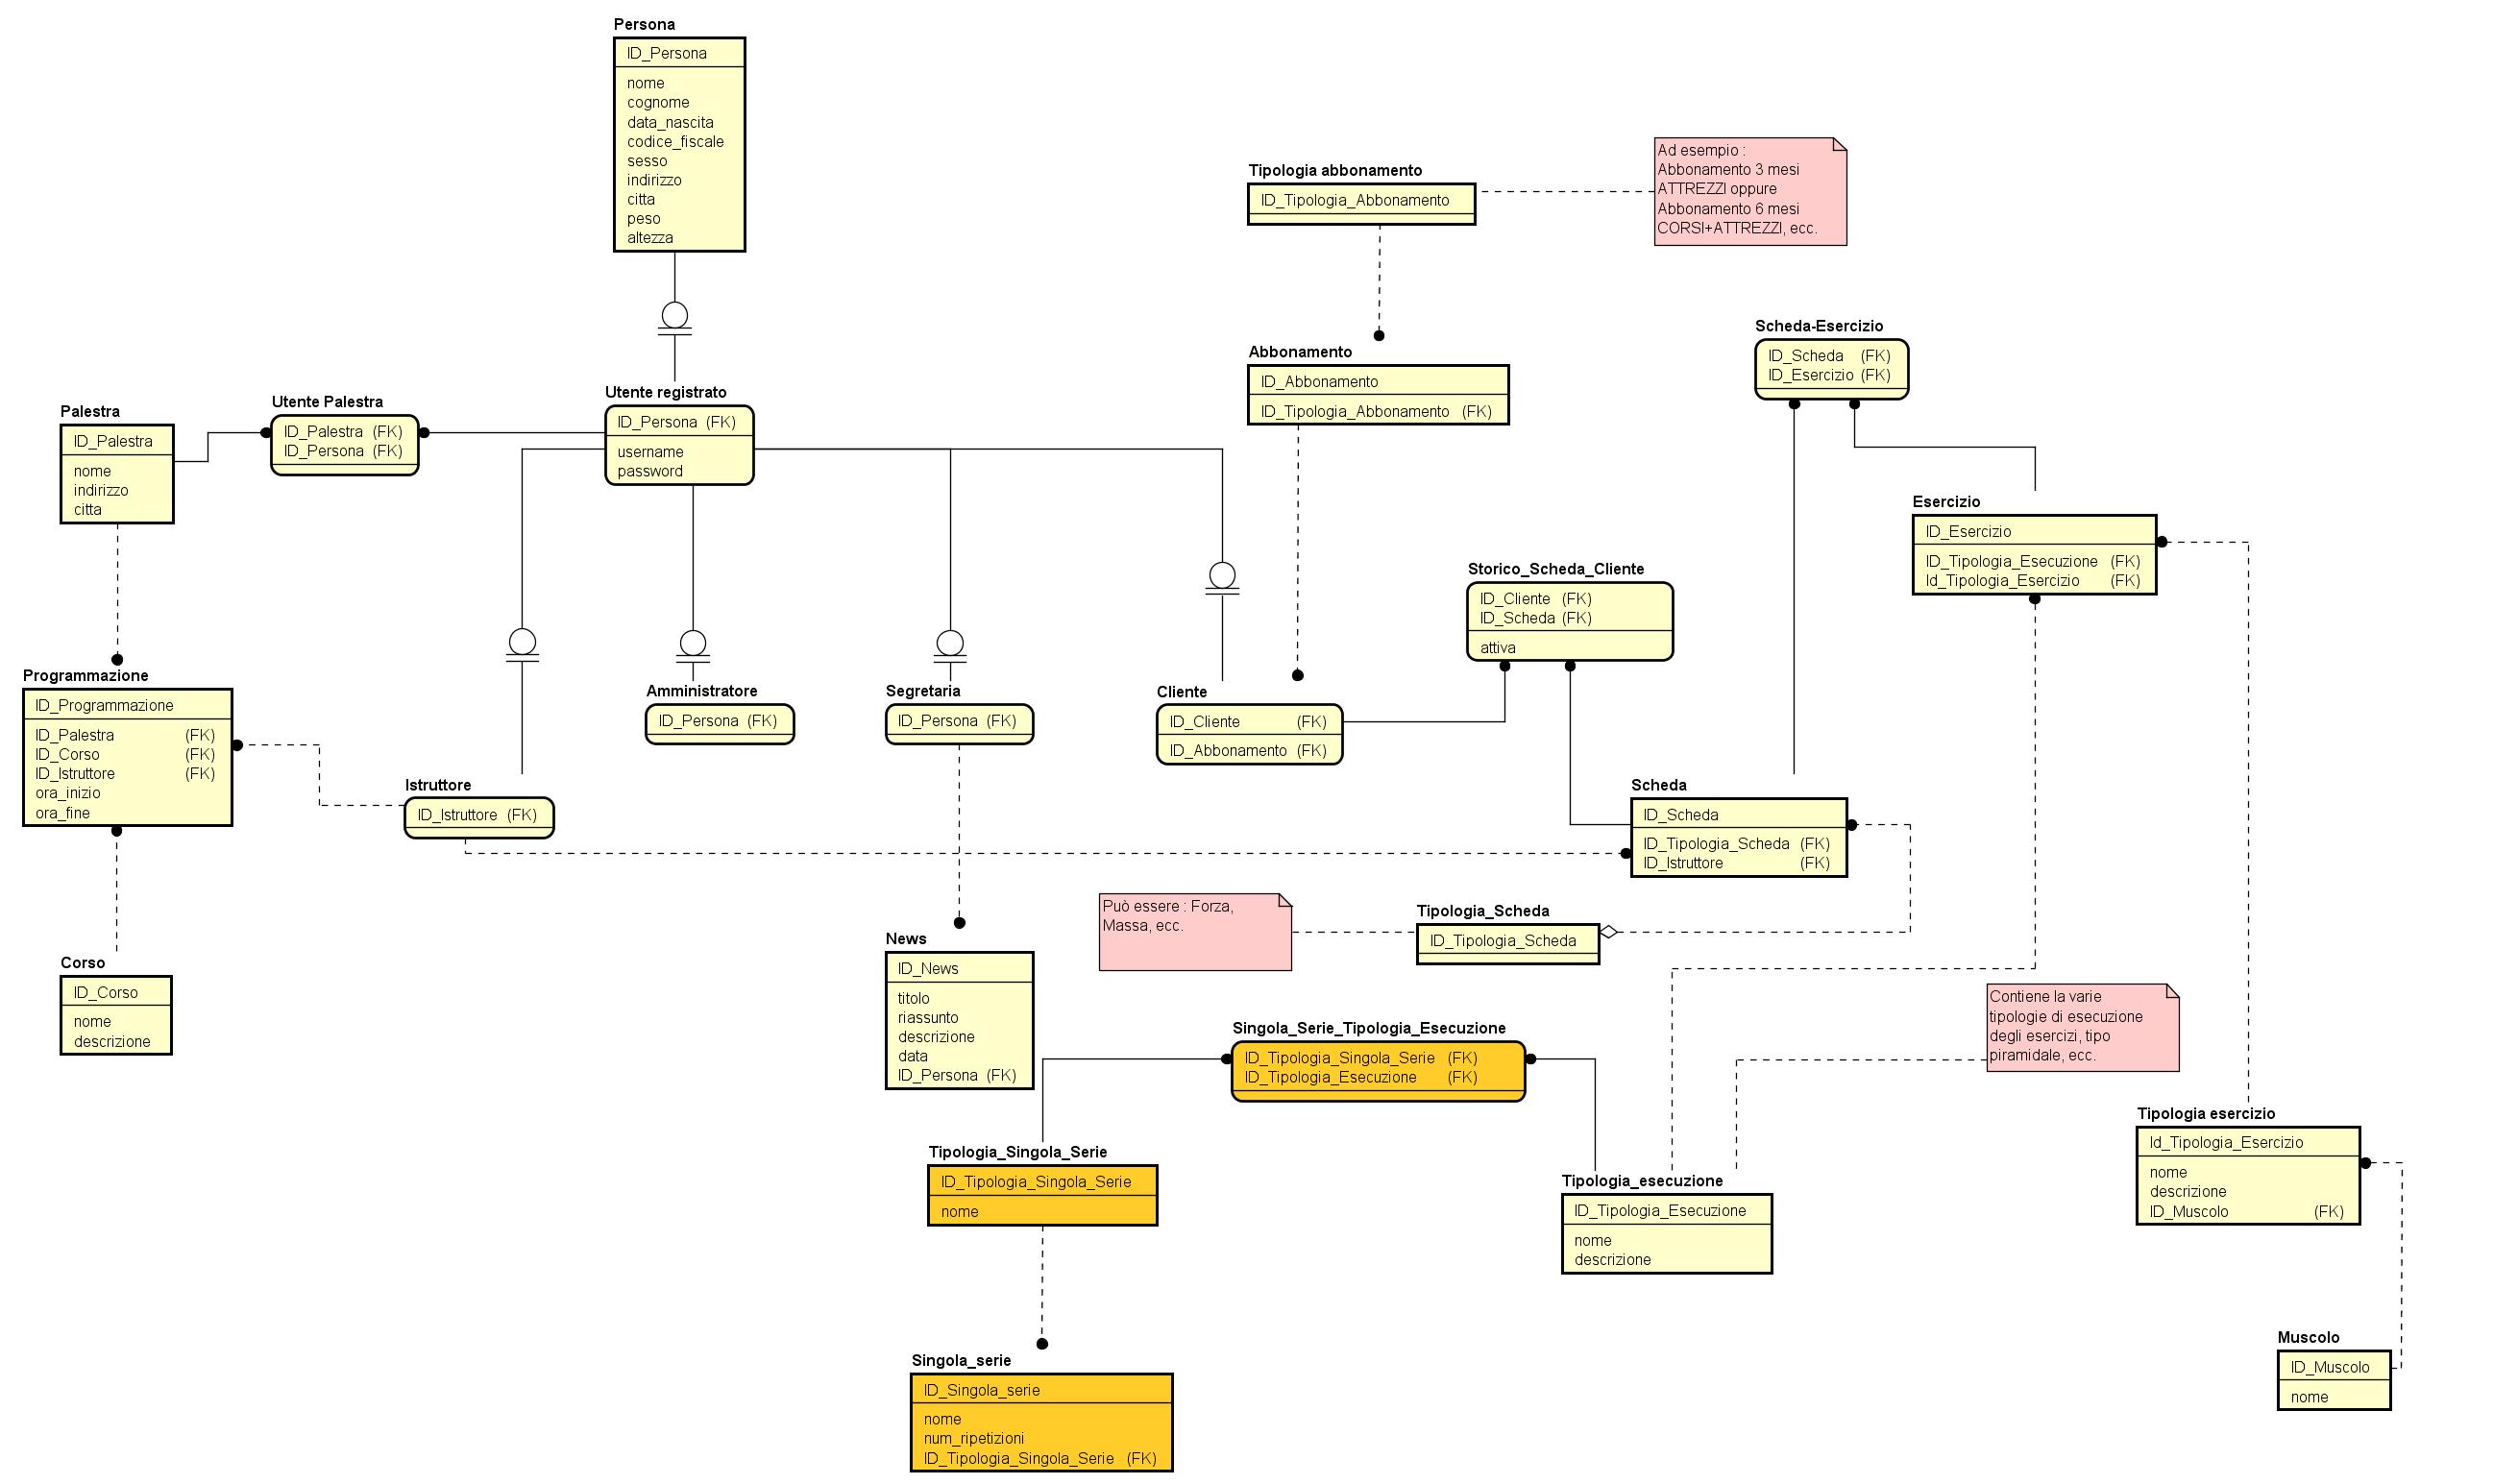 Persona
ID_Persona
nome
cognome
data_nascita
codice_fiscale
sesso
indirizzo
citta
peso
altezza
Tipologia abbonamento
ID_Tipologia_Abbonamento
Ad esempio :
Abbonamento 3 mesi
ATTREZZI oppure
Abbonamento 6 mesi
CORSI+ATTREZZI, ecc.
Palestra
ID_Palestra
nome
indirizzo
citta
Utente Palestra
ID_Palestra (FK)
ID_Persona (FK)
Utente registrato
ID_Persona (FK)
username
password
Abbonamento
ID_Abbonamento
ID_Tipologia_Abbonamento (FK)
Scheda-Esercizio
ID_Scheda (FK)
ID_Esercizio (FK)
Esercizio
ID_Esercizio
ID_Tipologia_Esecuzione (FK)
Id_Tipologia_Esercizio (FK)
Storico_Scheda_Cliente
ID_Cliente (FK)
ID_Scheda (FK)
attiva
Programmazione
ID_Programmazione
ID_Palestra (FK)
ID_Corso (FK)
ID_Istruttore (FK)
ora_inizio
ora_fine
Istruttore
ID_Istruttore (FK)
Amministratore
ID_Persona (FK)
Segretaria
ID_Persona (FK)
Cliente
ID_Cliente (FK)
ID_Abbonamento (FK)
Scheda
ID_Scheda
ID_Tipologia_Scheda (FK)
ID_Istruttore (FK)
Corso
ID_Corso
nome
descrizione
News
ID_News
titolo
riassunto
descrizione
data
ID_Persona (FK)
Può essere : Forza,
Massa, ecc.
Tipologia_Scheda
ID_Tipologia_Scheda
Contiene la varie
tipologie di esecuzione
degli esercizi, tipo
piramidale, ecc.
Singola_Serie_Tipologia_Esecuzione
ID_Tipologia_Singola_Serie (FK)
ID_Tipologia_Esecuzione (FK)
Tipologia_Singola_Serie
ID_Tipologia_Singola_Serie
nome
Tipologia_esecuzione
ID_Tipologia_Esecuzione
nome
descrizione
Tipologia esercizio
Id_Tipologia_Esercizio
nome
descrizione
ID_Muscolo (FK)
Singola_serie
ID_Singola_serie
nome
num_ripetizioni
ID_Tipologia_Singola_Serie (FK)
Muscolo
ID_Muscolo
nome